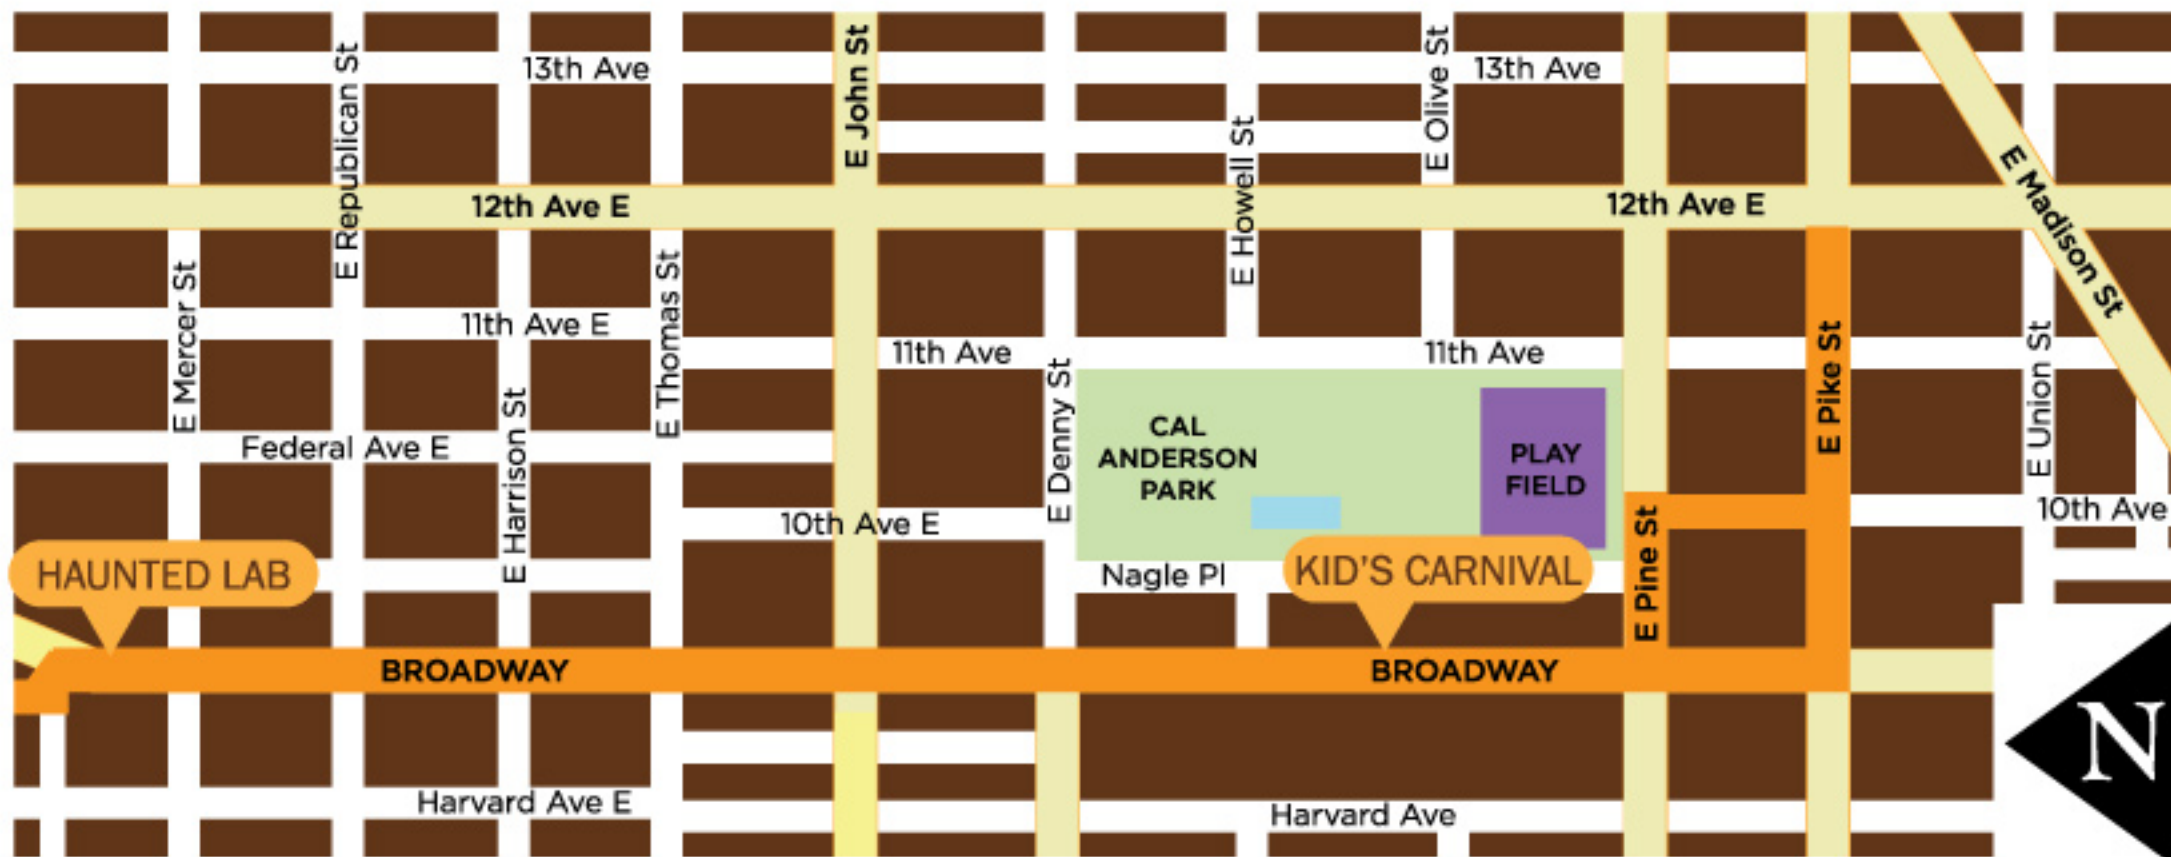 13th Ave
13th Ave
E Republican St
E John St
E Olive St
E Howell St
E Madison St
12th Ave E
12th Ave E
E Mercer St
E Thomas St
11th Ave E
11th Ave
11th Ave
E Pike St
E Union St
E Denny St
E Harrison St
Federal Ave E
CAL
ANDERSON
PARK
PLAY
FIELD
10th Ave E
10th Ave
E Pine St
HAUNTED LAB
Nagle Pl
KID'S CARNIVAL
BROADWAY
BROADWAY
N
Harvard Ave E
Harvard Ave